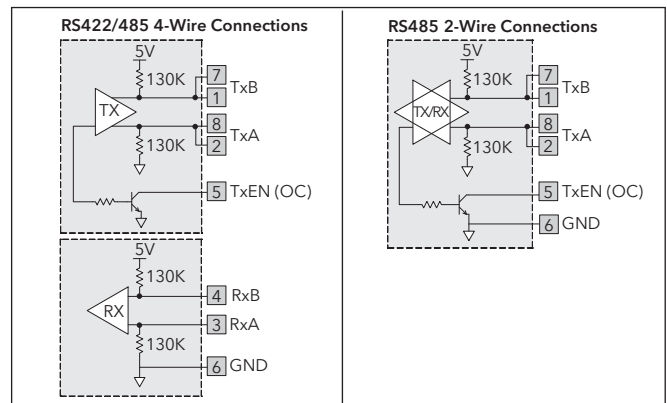 RS422/485 4-Wire Connections
5V
130K
7
TxB
1
TX
8
TxA
130K
2
5 TxEN (OC)
5V
130K
4 RxB
RX
3 RxA
130K
6 GND
RS485 2-Wire Connections
5V
130K
7
TxB
1
TX/RX
8
TxA
130K
2
5 TxEN (OC)
6 GND